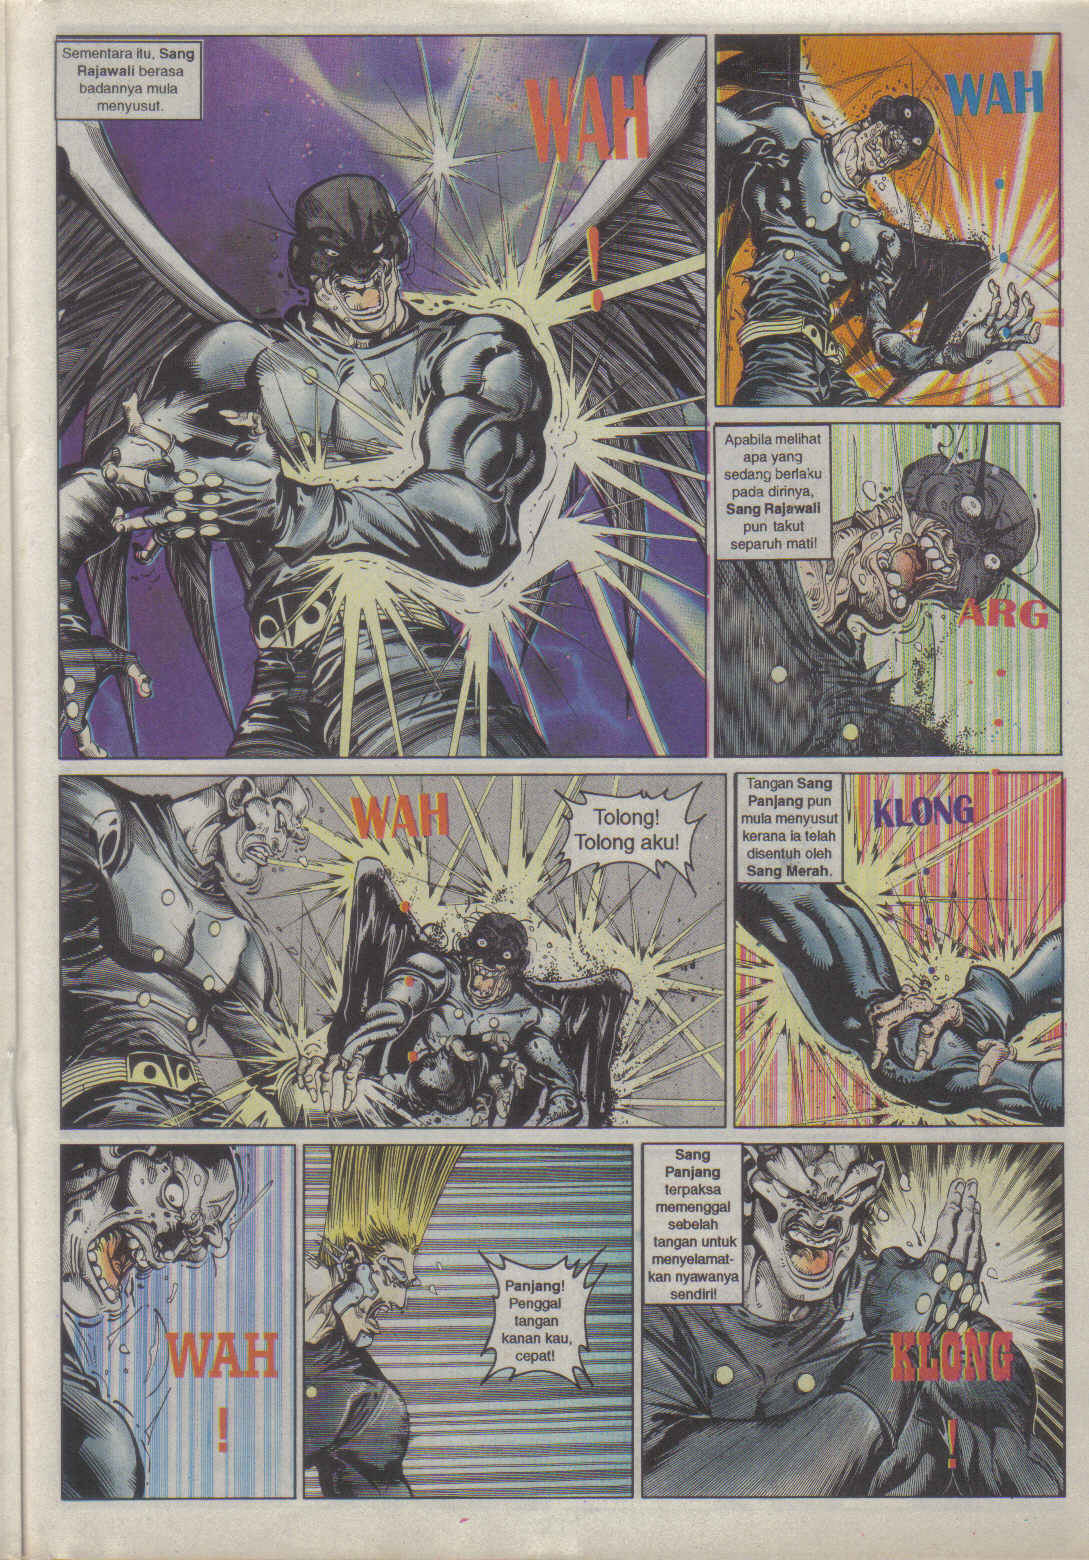 Sementara itu, Sang
Rajawali berasa
badannya mula
menyusut.
WAH
!
WAH
Apabila melihat
apa yang
sedang berlaku
pada dirinya,
Sang Rajawali
pun takut
separuh mati!
ARG
WAH
Tolong!
Tolong aku!
Tangan Sang
Panjang pun
mula menyusut
kerana ia telah
disentuh oleh
Sang Merah.
KLONG
WAH
!
Panjang!
Penggal
tangan
kanan kau,
cepat!
Sang
Panjang
terpaksa
memenggal
sebelah
tangan untuk
menyelamat-
kan nyawanya
sendiri!
KLONG
!